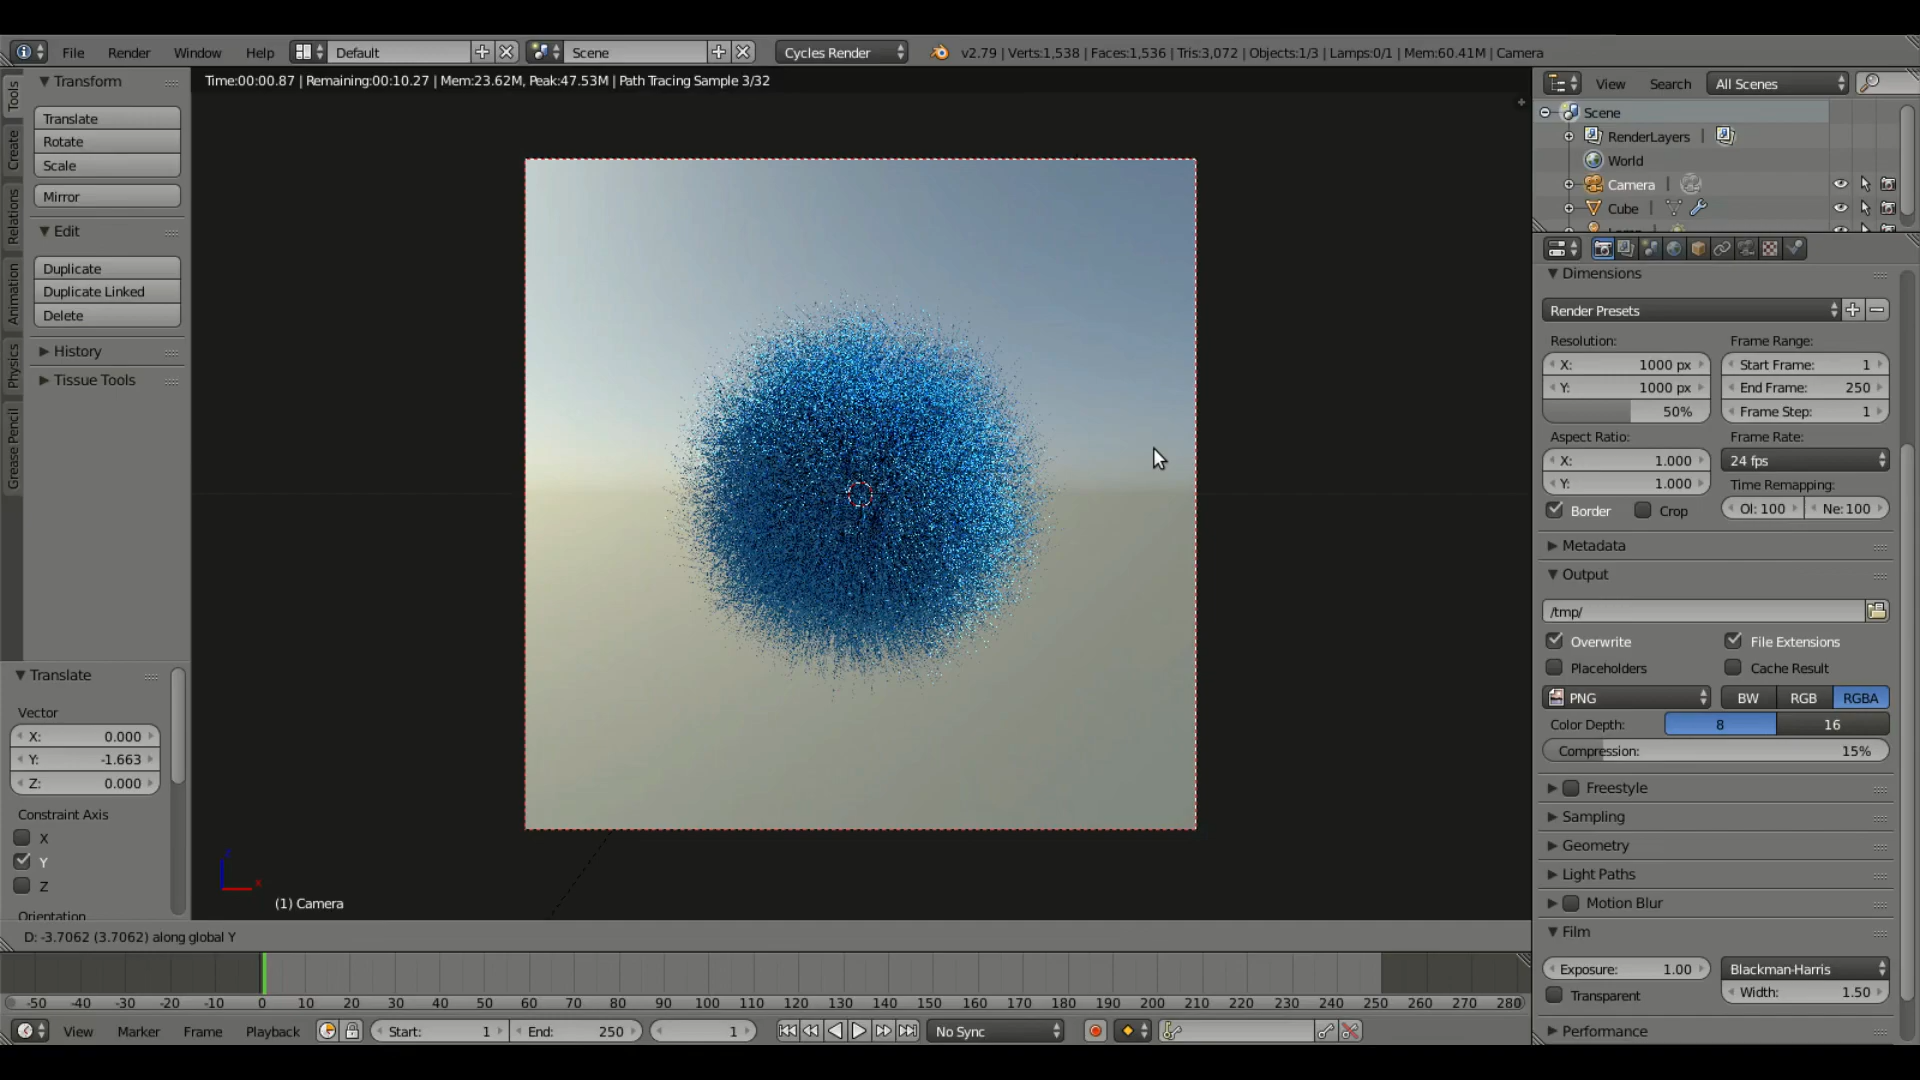 File Render Window Help Default Scene Cycles Render v2.79 | Verts:1,538 | Faces:1,536 | Tris:3,072 | Objects:1/3 | Lamps:0/1 | Mem:60.41M | Camera
Time:00:00.87 | Remaining:00:10.27 | Mem:23.62M, Peak:47.53M | Path Tracing Sample 3/32
Tools
Create
Relations
Animation
Physics
Grease Pencil
Transform
Translate
Rotate
Scale
Mirror
Edit
Duplicate
Duplicate Linked
Delete
History
Tissue Tools
Translate
Vector
X: 0.000
Y: -1.663
Z: 0.000
Constraint Axis
X
Y
Z
Orientation
(1) Camera
D: -3.7062 (3.7062) along global Y
View Search All Scenes
Scene
RenderLayers
World
Camera
Cube
Dimensions
Render Presets
Resolution: Frame Range:
X: 1000 px Start Frame: 1
Y: 1000 px End Frame: 250
50% Frame Step: 1
Aspect Ratio: Frame Rate:
X: 1.000 24 fps
Y: 1.000 Time Remapping:
Border Crop Ol: 100 Ne: 100
Metadata
Output
/tmp/
Overwrite File Extensions
Placeholders Cache Result
PNG BW RGB RGBA
Color Depth: 8 16
Compression: 15%
Freestyle
Sampling
Geometry
Light Paths
Motion Blur
Film
Exposure: 1.00 Blackman-Harris
Transparent Width: 1.50
Performance
-50 -40 -30 -20 -10 0 10 20 30 40 50 60 70 80 90 100 110 120 130 140 150 160 170 180 190 200 210 220 230 240 250 260 270 280
View Marker Frame Playback Start: 1 End: 250 1 No Sync